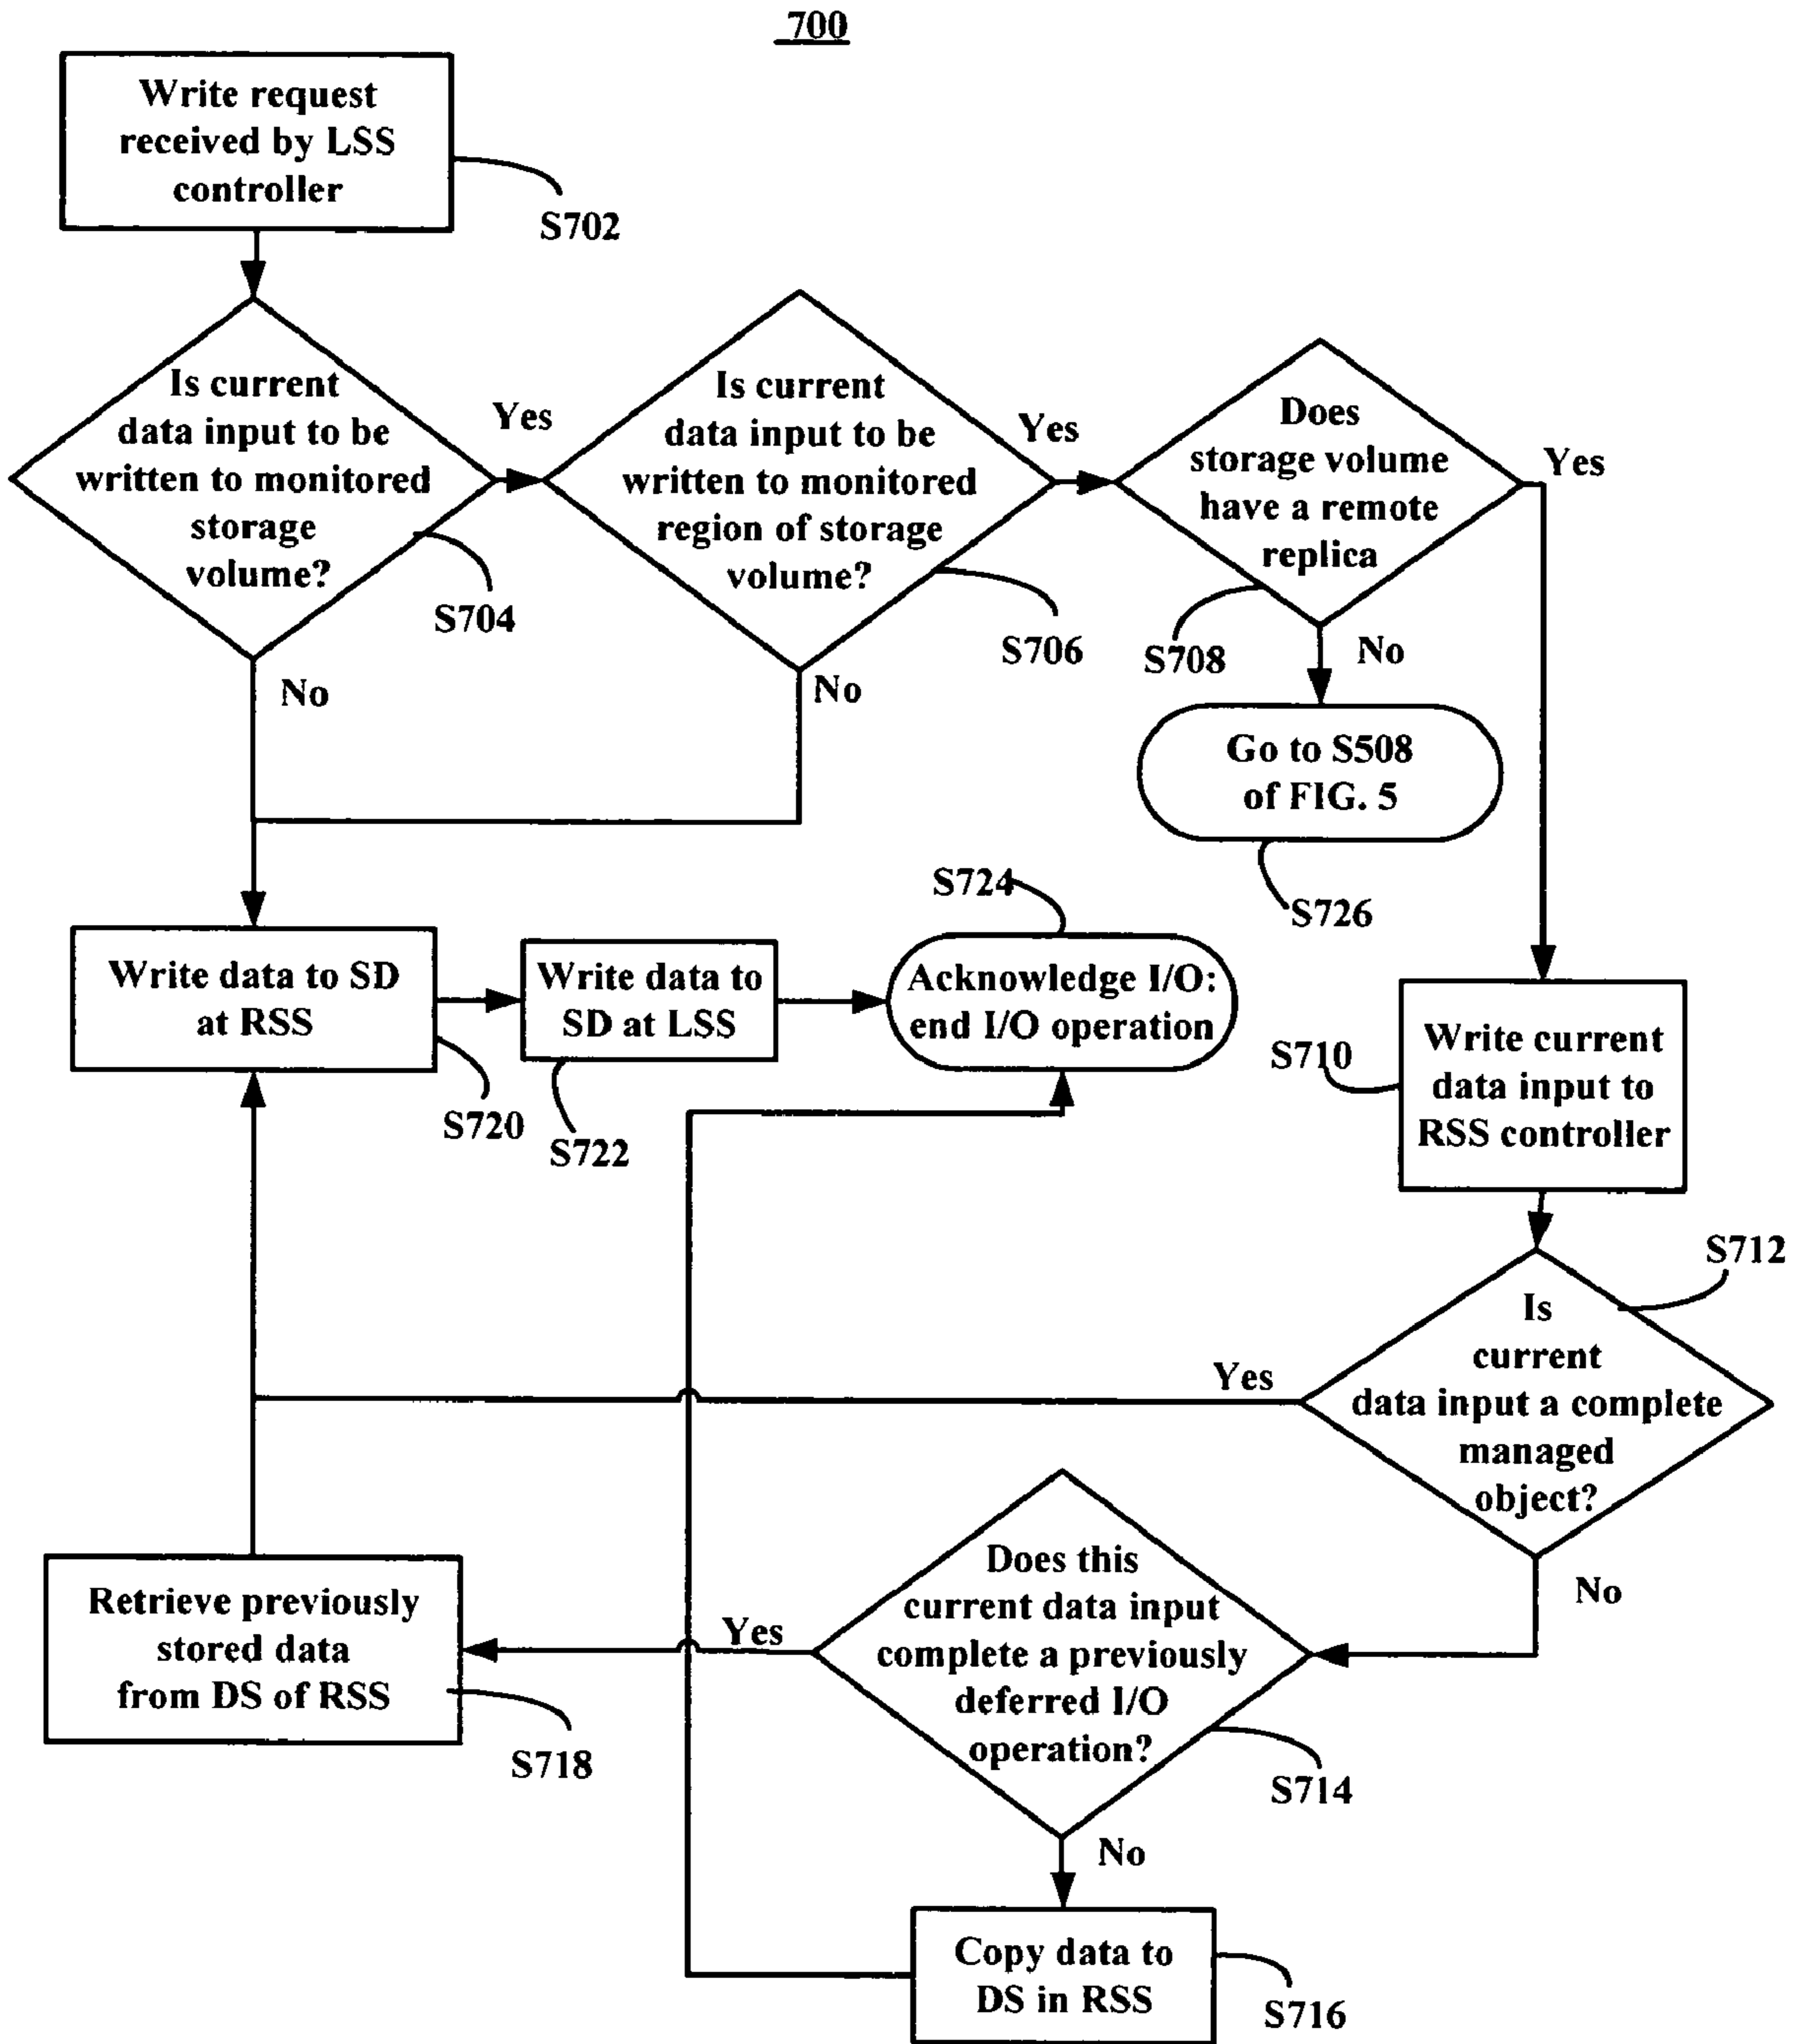 700
Write request
received by LSS
controller
S702
Is current
data input to be
written to monitored
storage
volume?
S704
Yes
No
Is current
data input to be
written to monitored
region of storage
volume?
S706
Yes
No
Does
storage volume
have a remote
replica
S708
Yes
No
Go to S508
of FIG. 5
S726
S724
Acknowledge I/O:
end I/O operation
Write data to SD
at RSS
S720
Write data to
SD at LSS
S722
S710
Write current
data input to
RSS controller
S712
Is
current
data input a complete
managed
object?
Yes
No
Does this
current data input
complete a previously
deferred I/O
operation?
S714
Yes
No
Retrieve previously
stored data
from DS of RSS
S718
Copy data to
DS in RSS
S716